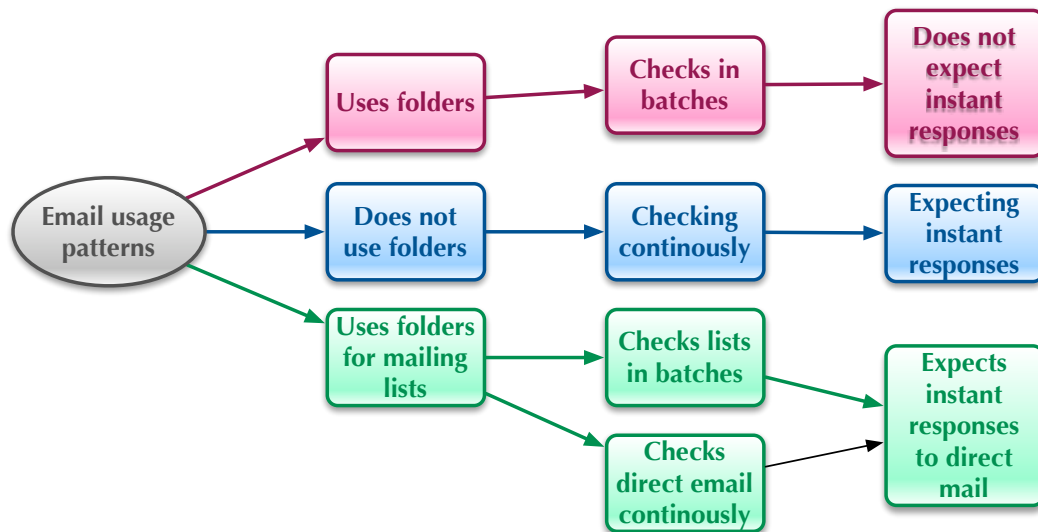 Email usage
patterns
Uses folders
Checks in
batches
Does not
expect
instant
responses
Does not
use folders
Checking
continously
Expecting
instant
responses
Uses folders
for mailing
lists
Checks lists
in batches
Checks
direct email
continously
Expects
instant
responses
to direct
mail